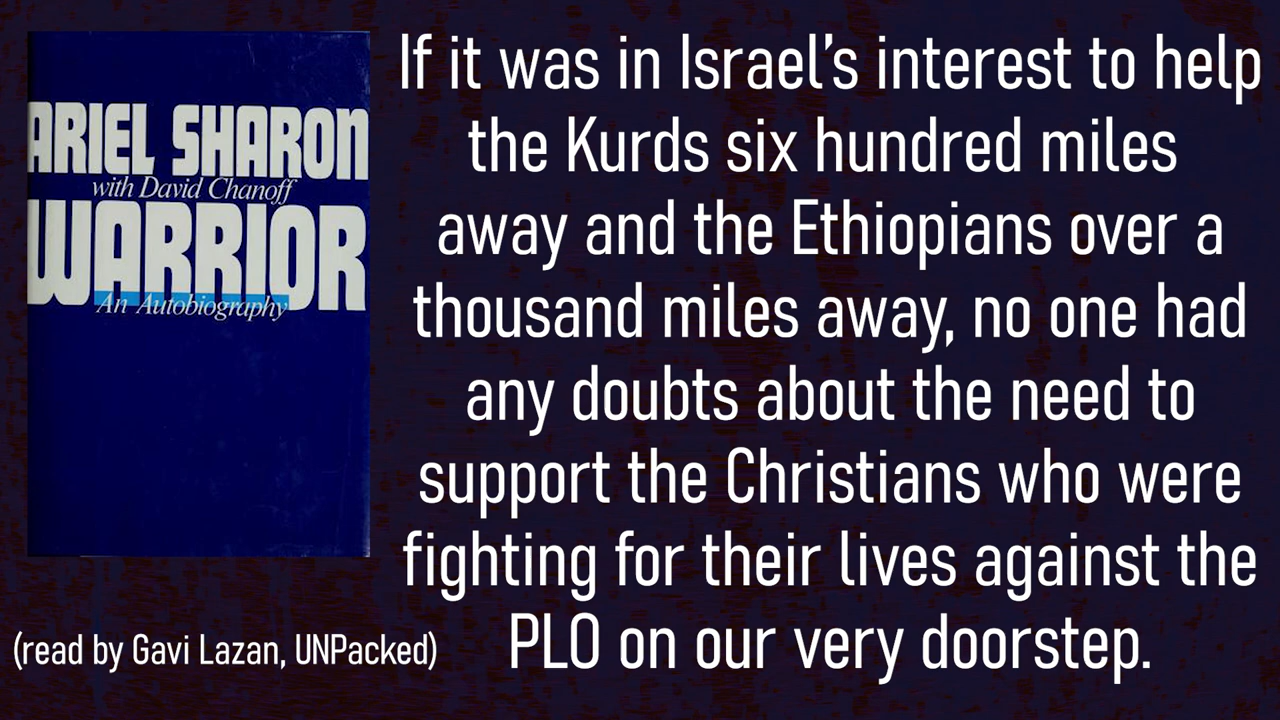 ARIEL SHARON
with David Chanoff
WARRIOR
An Autobiography
(read by Gavi Lazan, UNPacked)
If it was in Israel’s interest to help
the Kurds six hundred miles
away and the Ethiopians over a
thousand miles away, no one had
any doubts about the need to
support the Christians who were
fighting for their lives against the
PLO on our very doorstep.